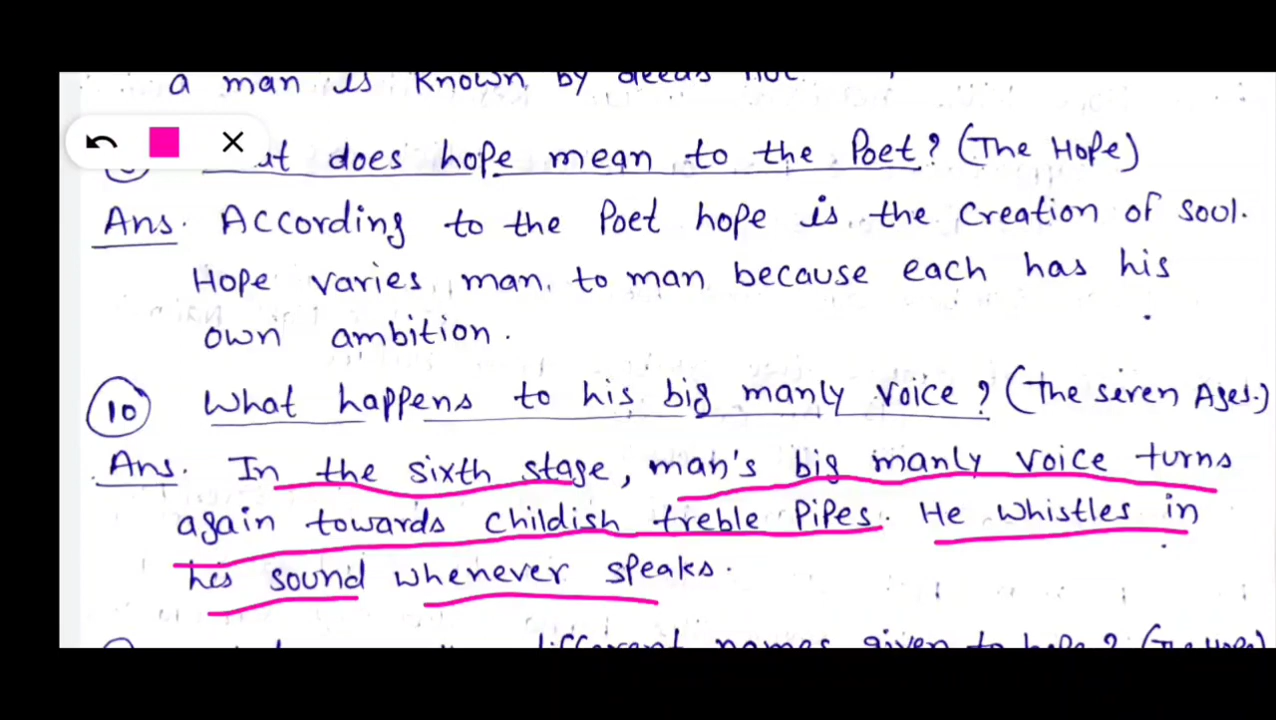 a man is known by deeds not
does hope mean to the Poet? (The Hope)
Ans. According to the Poet hope is the creation of soul.
Hope varies man to man because each has his
own ambition.
10 What happens to his big manly voice? (The seven Ages.)
Ans. In the sixth stage, man's big manly voice turns
again towards childish treble pipes. He whistles in
his sound whenever speaks.
different names given to hope? (The Hope)